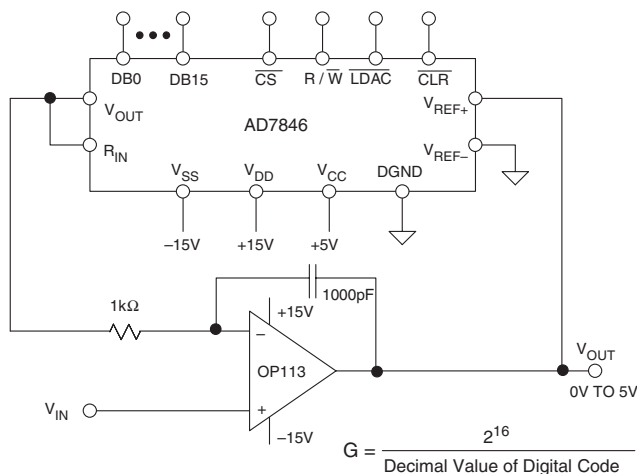 DB0 DB15 CS R / W LDAC CLR
VOUT
VREF+
AD7846
RIN
VREF–
VSS VDD VCC DGND
–15V +15V +5V
1kΩ
1000pF
+15V
–
OP113
VOUT
0V TO 5V
VIN
+
–15V
G = 2^16
Decimal Value of Digital Code